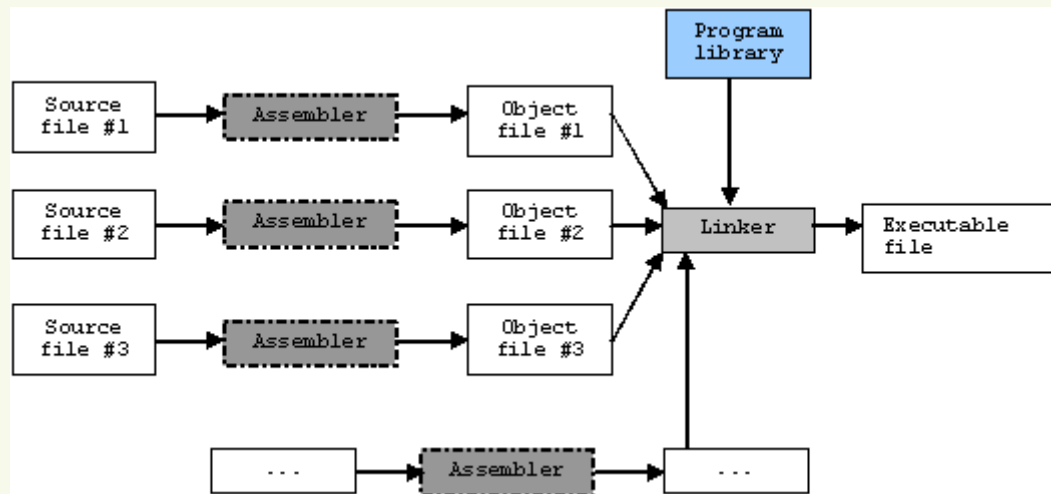 Program
library
Source
file #1
Assembler
Object
file #1
Source
file #2
Assembler
Object
file #2
Linker
Executable
file
Source
file #3
Assembler
Object
file #3
...
Assembler
...